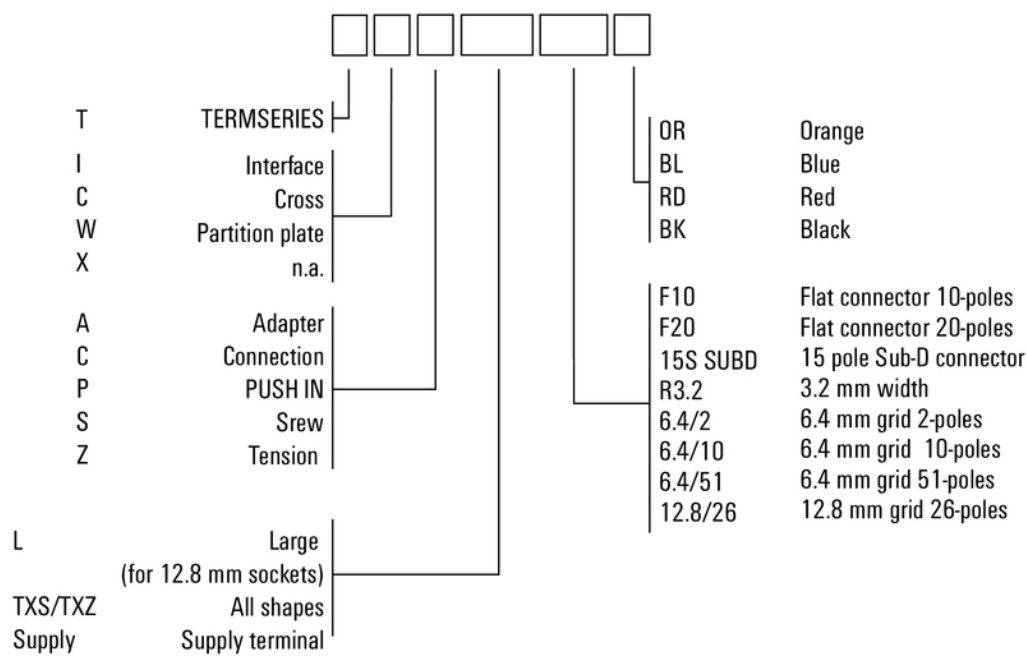 T TERMSERIES
I Interface
C Cross
W Partition plate
X n.a.
A Adapter
C Connection
P PUSH IN
S Srew
Z Tension
L Large
(for 12.8 mm sockets)
TXS/TXZ All shapes
Supply Supply terminal
OR Orange
BL Blue
RD Red
BK Black
F10 Flat connector 10-poles
F20 Flat connector 20-poles
15S SUBD 15 pole Sub-D connector
R3.2 3.2 mm width
6.4/2 6.4 mm grid 2-poles
6.4/10 6.4 mm grid 10-poles
6.4/51 6.4 mm grid 51-poles
12.8/26 12.8 mm grid 26-poles